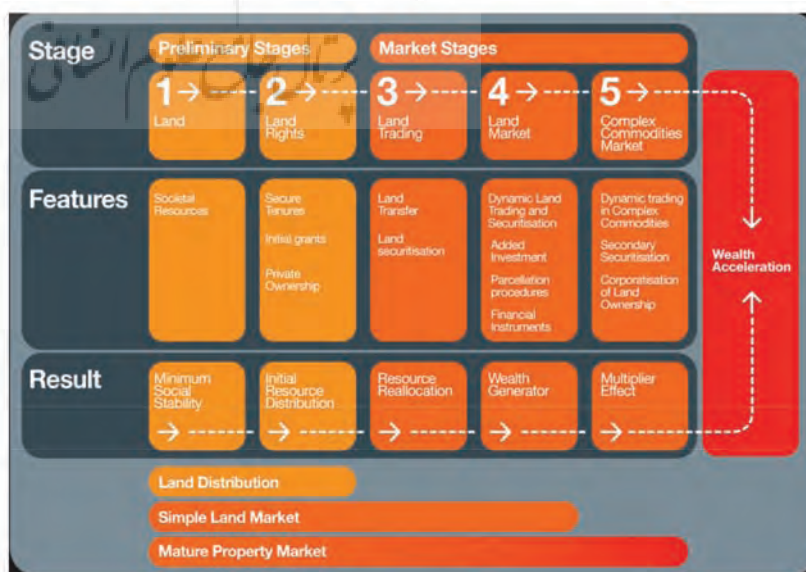 Stage
Preliminary Stages
Market Stages
1
Land
2
Land
Rights
3
Land
Trading
4
Land
Market
5
Complex
Commodities
Market
Features
Societal
Resources
Secure
Tenures
Initial grants
Private
Ownership
Land
Transfer
Land
securitisation
Dynamic Land
Trading and
Securitisation
Added
Investment
Parcellation
procedures
Financial
Instruments
Dynamic trading
in Complex
Commodities
Secondary
Securitisation
Corporatisation
of Land
Ownership
Wealth
Acceleration
Result
Minimum
Social
Stability
Initial
Resource
Distribution
Resource
Reallocation
Wealth
Generator
Multiplier
Effect
Land Distribution
Simple Land Market
Mature Property Market
پرتال جامع علوم انسانی